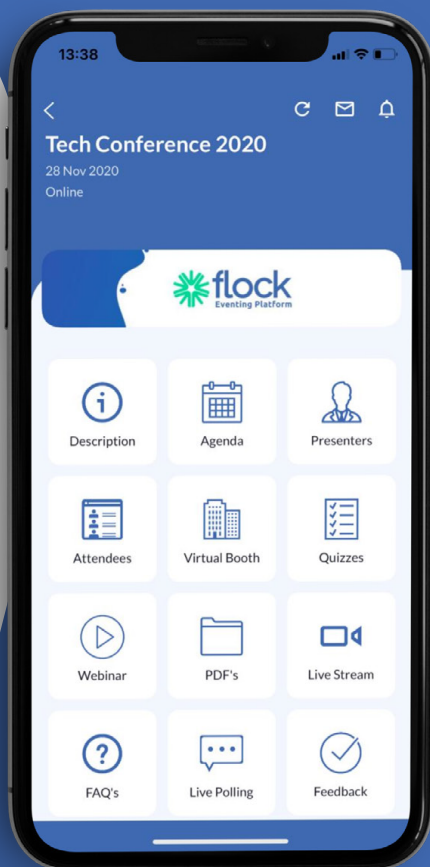 13:38
Tech Conference 2020
28 Nov 2020
Online
flock
Eventing Platform
Description
Agenda
Presenters
Attendees
Virtual Booth
Quizzes
Webinar
PDF's
Live Stream
FAQ's
Live Polling
Feedback